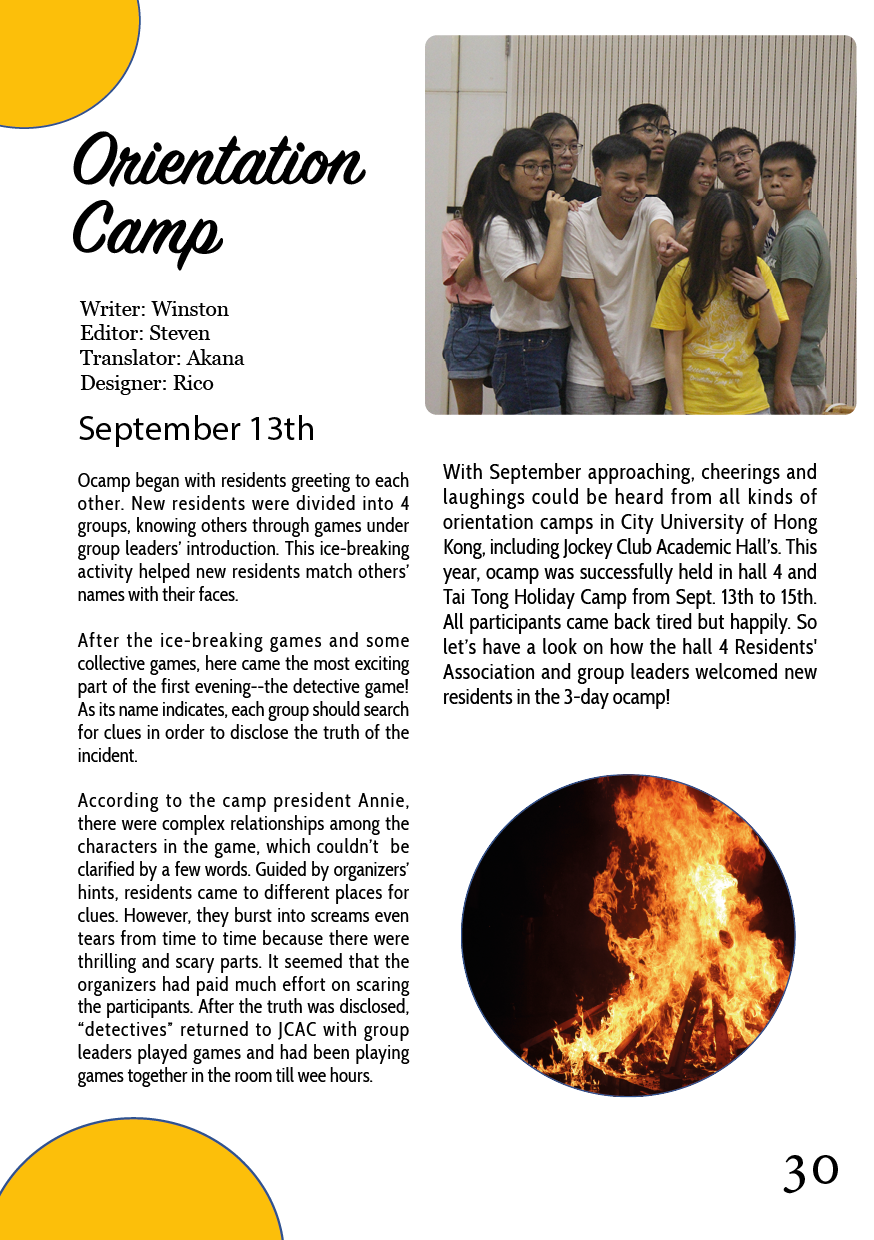 Orientation
Camp
Writer: Winston
Editor: Steven
Translator: Akana
Designer: Rico
September 13th
Ocamp began with residents greeting to each
other. New residents were divided into 4
groups, knowing others through games under
group leaders’ introduction. This ice-breaking
activity helped new residents match others’
names with their faces.
After the ice-breaking games and some
collective games, here came the most exciting
part of the first evening--the detective game!
As its name indicates, each group should search
for clues in order to disclose the truth of the
incident.
According to the camp president Annie,
there were complex relationships among the
characters in the game, which couldn’t be
clarified by a few words. Guided by organizers’
hints, residents came to different places for
clues. However, they burst into screams even
tears from time to time because there were
thrilling and scary parts. It seemed that the
organizers had paid much effort on scaring
the participants. After the truth was disclosed,
“detectives” returned to JCAC with group
leaders played games and had been playing
games together in the room till wee hours.
With September approaching, cheerings and
laughings could be heard from all kinds of
orientation camps in City University of Hong
Kong, including Jockey Club Academic Hall’s. This
year, ocamp was successfully held in hall 4 and
Tai Tong Holiday Camp from Sept. 13th to 15th.
All participants came back tired but happily. So
let’s have a look on how the hall 4 Residents'
Association and group leaders welcomed new
residents in the 3-day ocamp!
30